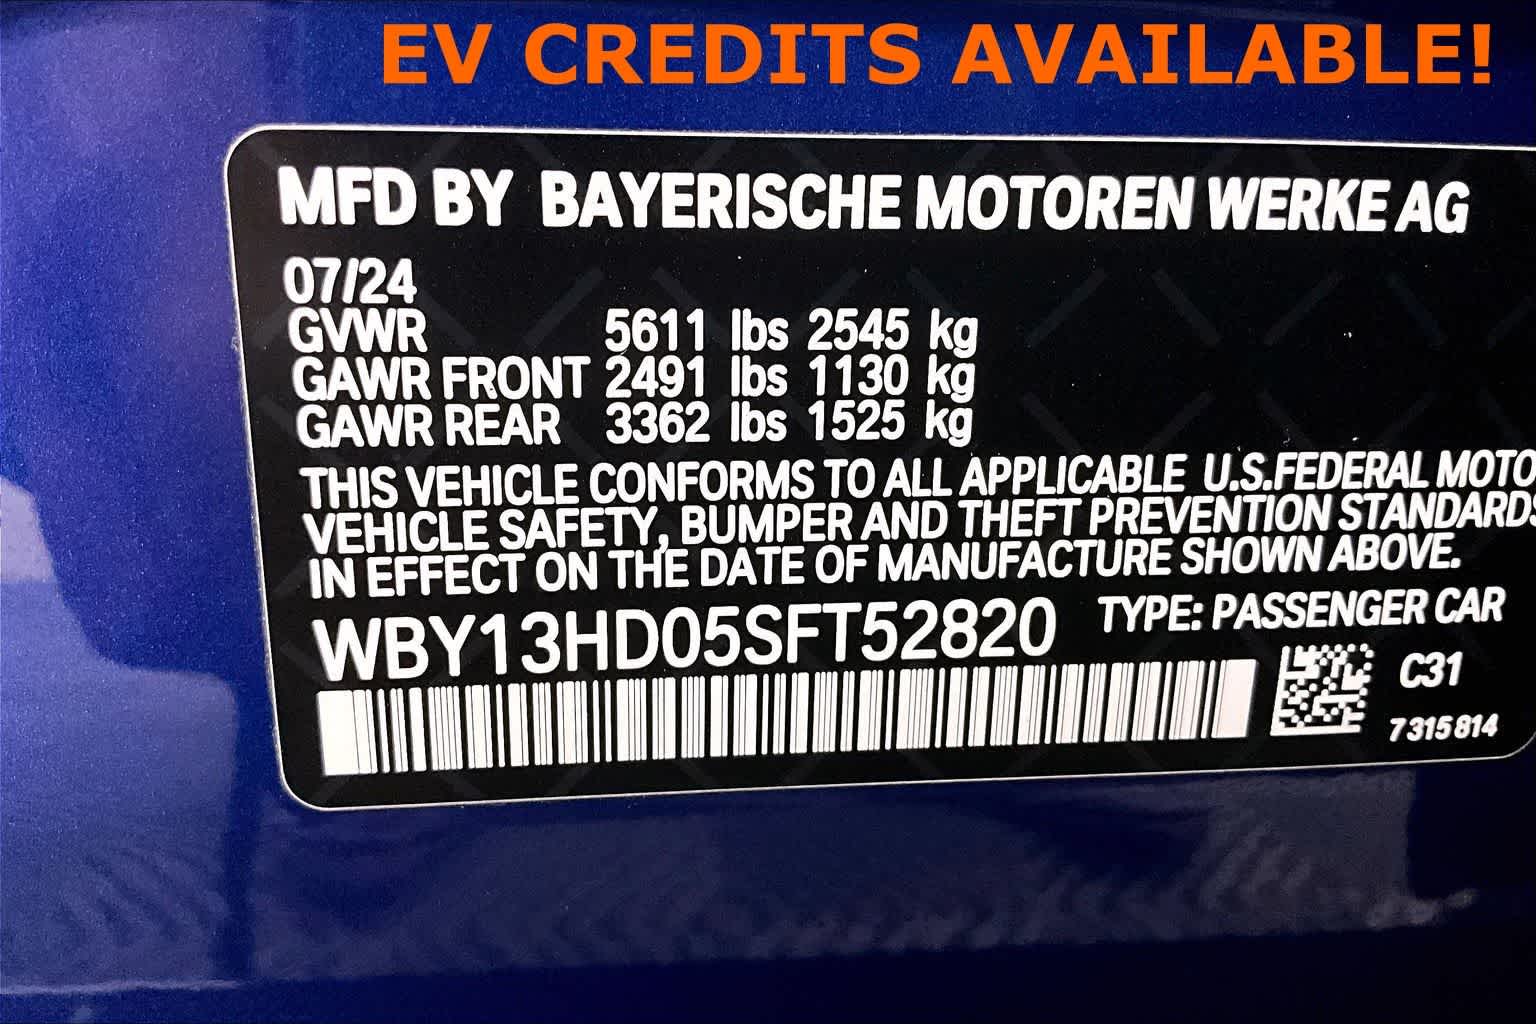 EV CREDITS AVAILABLE!
MFD BY BAYERISCHE MOTOREN WERKE AG
07/24
GVWR 5611 lbs 2545 kg
GAWR FRONT 2491 lbs 1130 kg
GAWR REAR 3362 lbs 1525 kg
THIS VEHICLE CONFORMS TO ALL APPLICABLE U.S.FEDERAL MOTO
VEHICLE SAFETY, BUMPER AND THEFT PREVENTION STANDARDS
IN EFFECT ON THE DATE OF MANUFACTURE SHOWN ABOVE.
WBY13HD05SFT52820 TYPE: PASSENGER CAR
C31
7315814